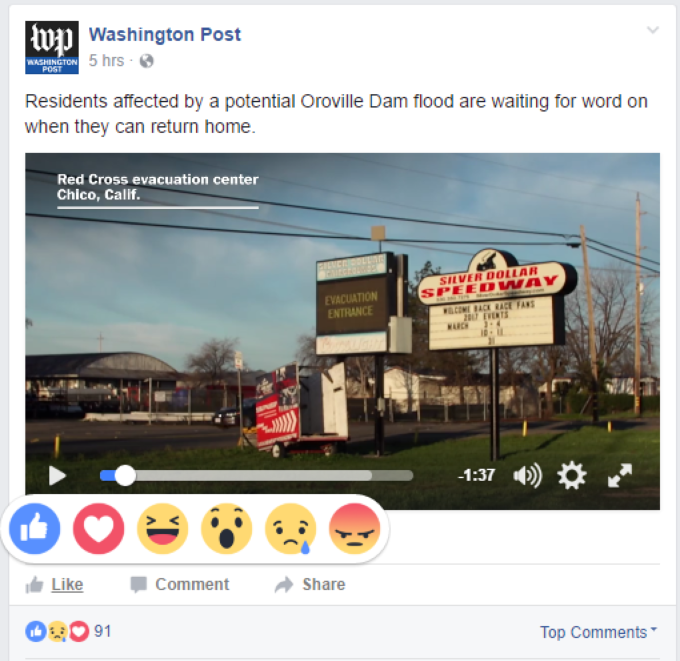 wp
WASHINGTON
POST
Washington Post
5 hrs ·
Residents affected by a potential Oroville Dam flood are waiting for word on
when they can return home.
Red Cross evacuation center
Chico, Calif.
EVACUATION
ENTRANCE
SILVER DOLLAR
SPEEDWAY
WELCOME BACK RACE FANS
2017 EVENTS
MARCH 3-4
10-11
31
-1:37
Like
Comment
Share
91
Top Comments